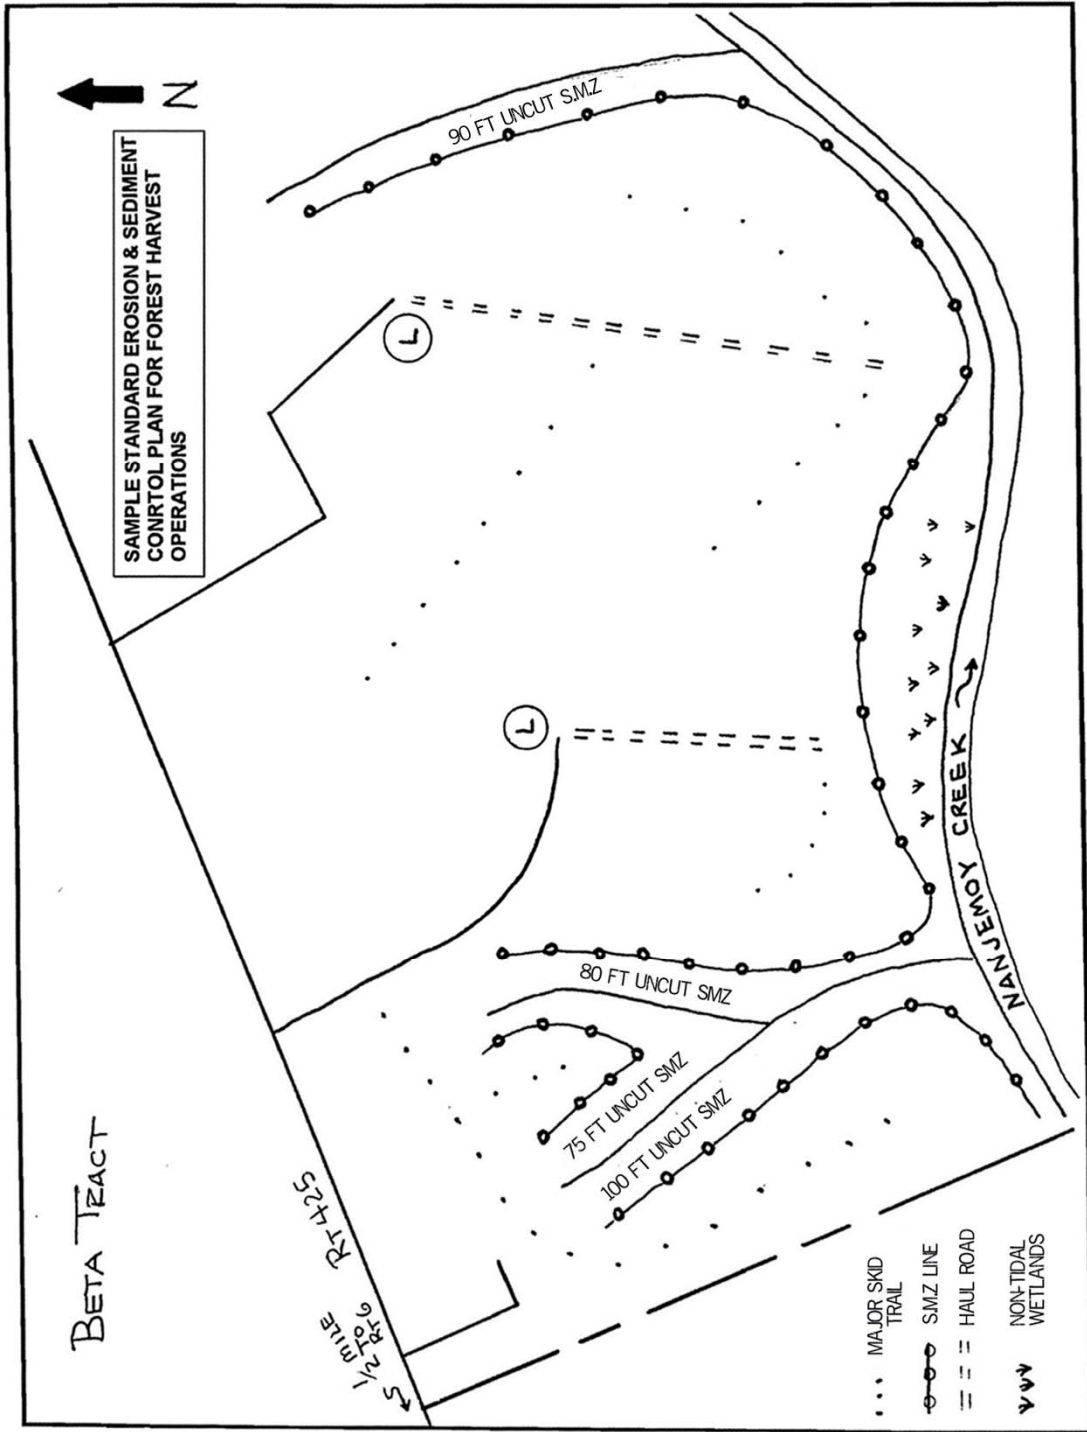 BETA TRACT
SAMPLE STANDARD EROSION & SEDIMENT
CONRTOL PLAN FOR FOREST HARVEST
OPERATIONS
N
RT 425
1/2 MILE
S TO
RT 6
90 FT UNCUT S.M.Z
L
L
80 FT UNCUT SMZ
75 FT UNCUT SMZ
100 FT UNCUT SMZ
NANJEMOY CREEK
MAJOR SKID
TRAIL
S.M.Z LINE
HAUL ROAD
NON-TIDAL
WETLANDS